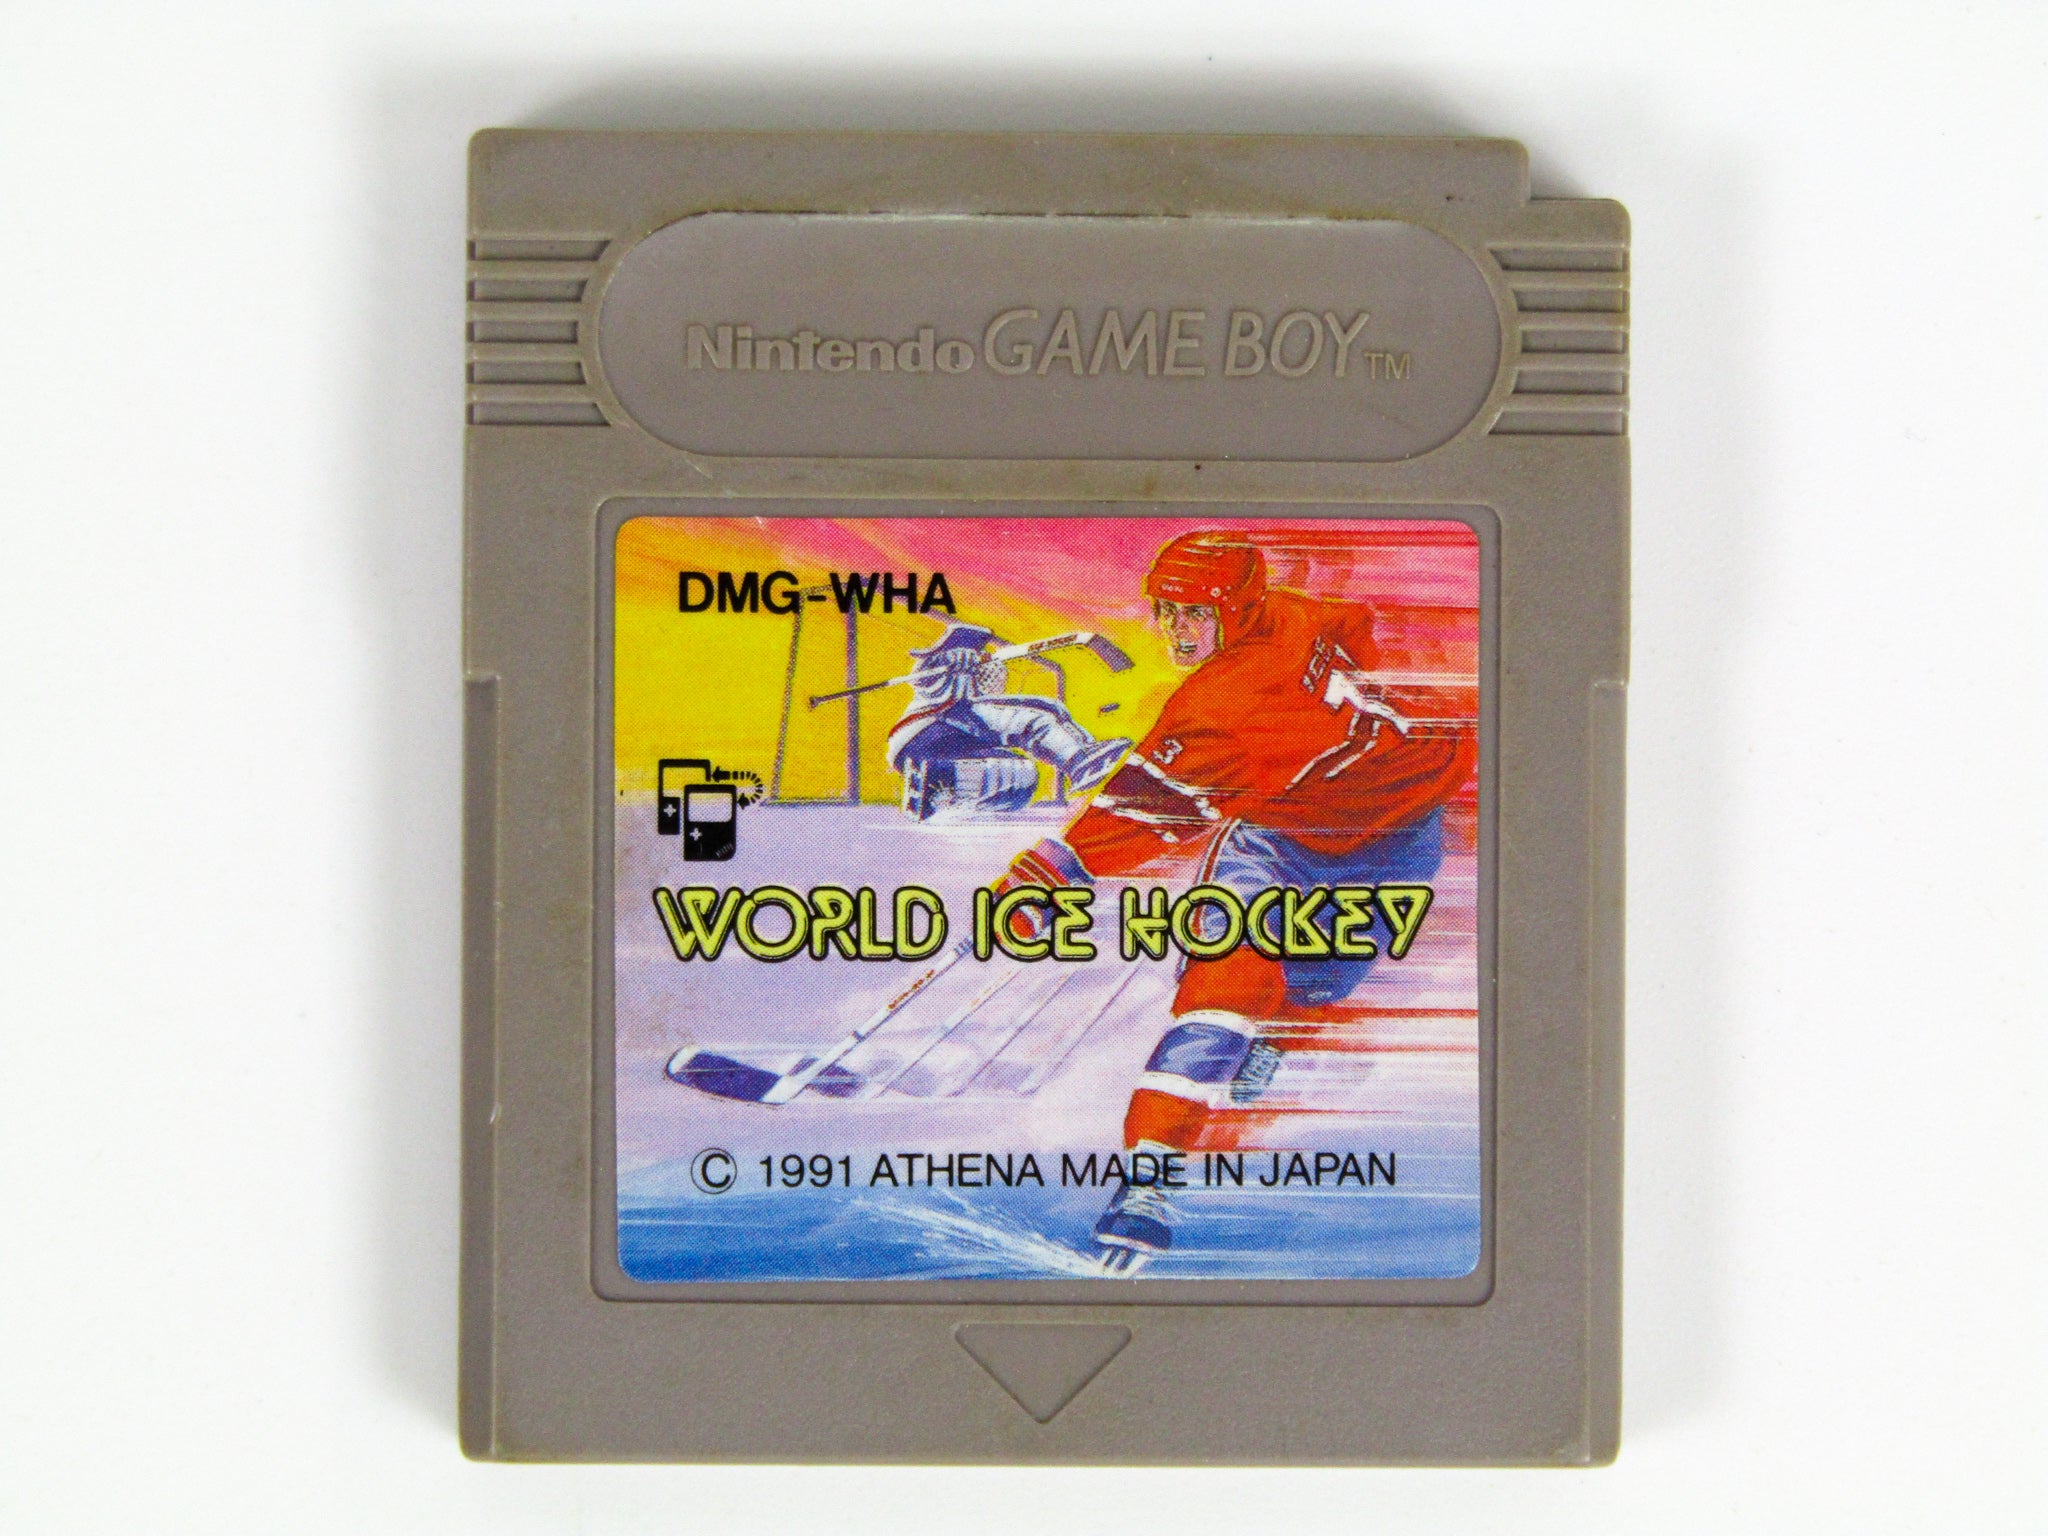 Nintendo GAME BOY TM
DMG-WHA
WORLD ICE HOCKEY
© 1991 ATHENA MADE IN JAPAN